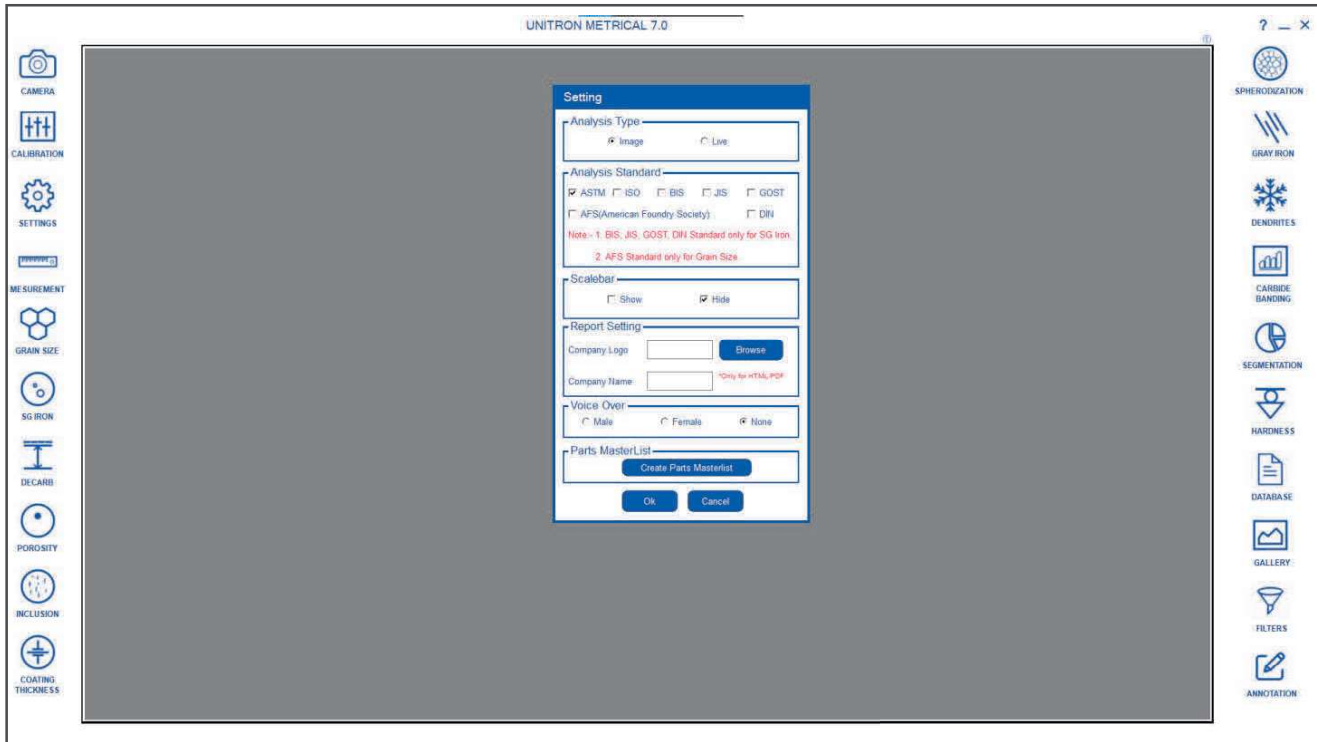 UNITRON METRICAL 7.0
?
CAMERA
CALIBRATION
SETTINGS
MESUREMENT
GRAIN SIZE
SG IRON
DECARB
POROSITY
INCLUSION
COATING
THICKNESS
Setting
Analysis Type
Image Live
Analysis Standard
ASTM ISO BIS JIS GOST
AFS(American Foundry Society) DIN
Note:- 1. BIS, JIS, GOST, DIN Standard only for SG Iron.
2. AFS Standard only for Grain Size.
Scalebar
Show Hide
Report Setting
Company Logo Browse
Company Name *Only for HTML/PDF
Voice Over
Male Female None
Parts MasterList
Create Parts Masterlist
Ok Cancel
SPHERODIZATION
GRAY IRON
DENDRITES
CARBIDE
BANDING
SEGMENTATION
HARDNESS
DATABASE
GALLERY
FILTERS
ANNOTATION